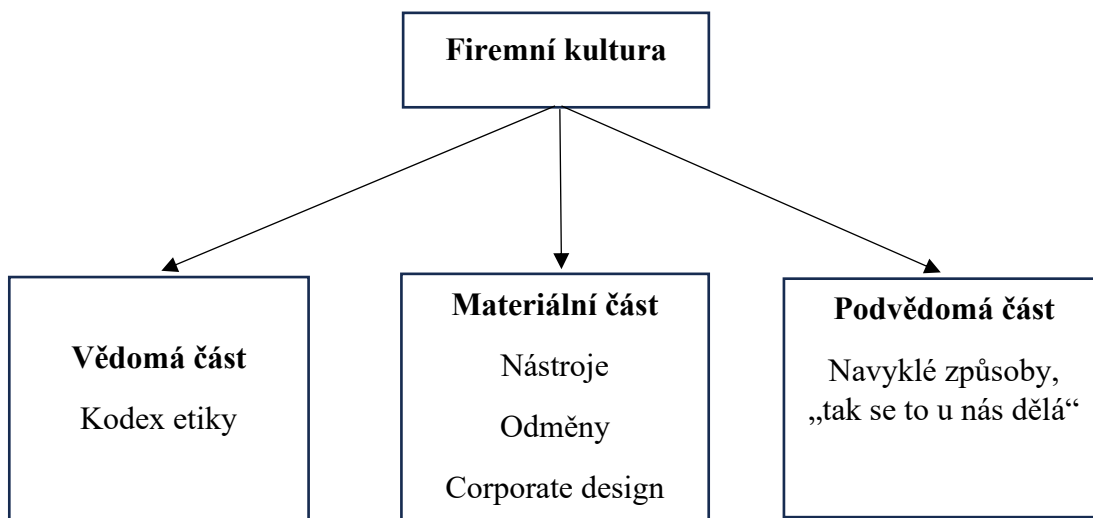 Firemní kultura
Vědomá část
Kodex etiky
Materiální část
Nástroje
Odměny
Corporate design
Podvědomá část
Navyklé způsoby,
„tak se to u nás dělá“